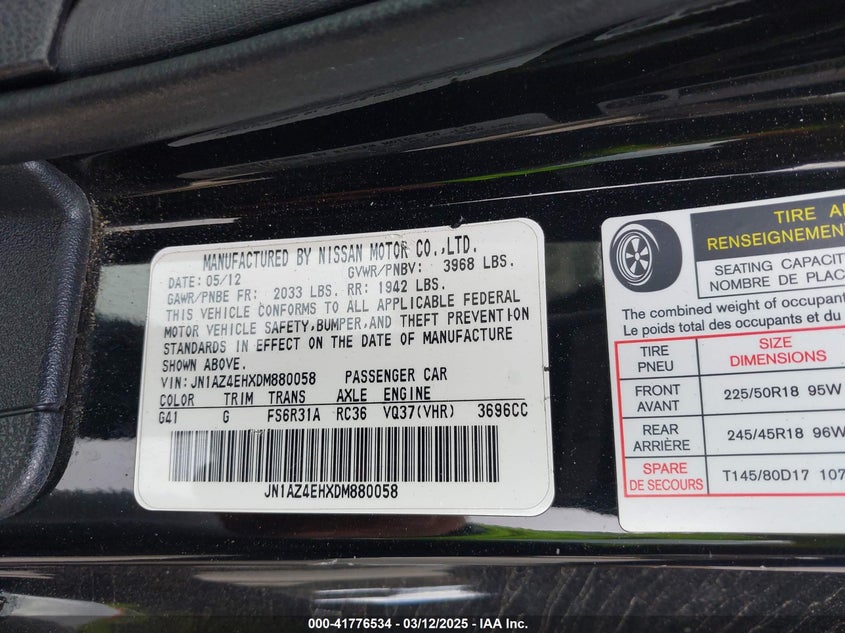 MANUFACTURED BY NISSAN MOTOR CO.,LTD.
DATE: 05/12 GVWR/PNBV: 3968 LBS.
GAWR/PNBE FR: 2033 LBS. RR: 1942 LBS.
THIS VEHICLE CONFORMS TO ALL APPLICABLE FEDERAL
MOTOR VEHICLE SAFETY,BUMPER,AND THEFT PREVENTION
STANDARDS IN EFFECT ON THE DATE OF MANUFACTURE
SHOWN ABOVE.
VIN: JN1AZ4EHXDM880058 PASSENGER CAR
COLOR TRIM TRANS AXLE ENGINE
G41 G FS6R31A RC36 VQ37(VHR) 3696CC
JN1AZ4EHXDM880058
TIRE
RENSEIGNEMENT
SEATING CAPACIT
NOMBRE DE PLAC
The combined weight of occupant
Le poids total des occupants et du
TIRE SIZE
PNEU DIMENSIONS
FRONT
AVANT 225/50R18 95W
REAR
ARRIÈRE 245/45R18 96W
SPARE
DE SECOURS T145/80D17 107
000-41776534 - 03/12/2025 - IAA Inc.